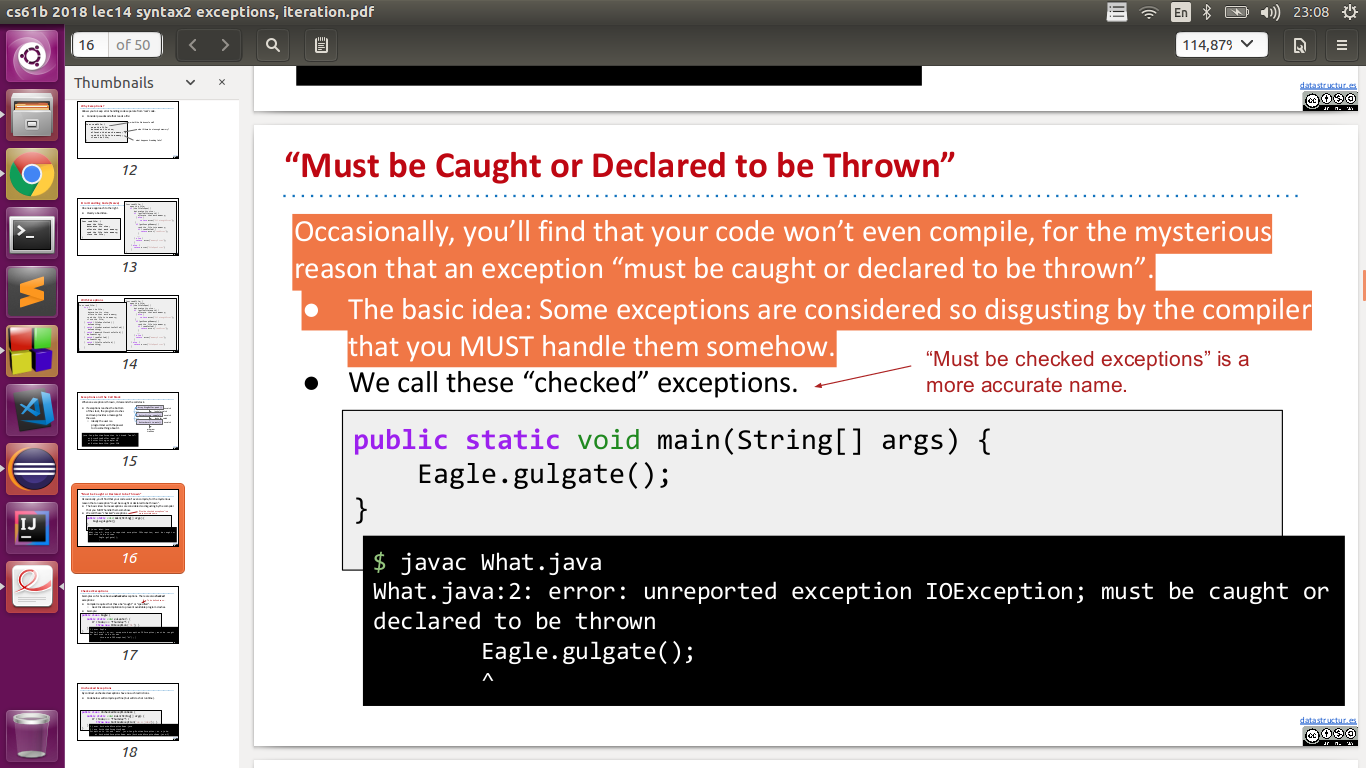 cs61b 2018 lec14 syntax2 exceptions, iteration.pdf
En
23:08
16
of 50
114,87%
Thumbnails
12
13
14
15
16
17
18
datastructur.es
“Must be Caught or Declared to be Thrown”
Occasionally, you’ll find that your code won’t even compile, for the mysterious
reason that an exception “must be caught or declared to be thrown”.
● The basic idea: Some exceptions are considered so disgusting by the compiler
that you MUST handle them somehow.
● We call these “checked” exceptions.
“Must be checked exceptions” is a
more accurate name.
public static void main(String[] args) {
Eagle.gulgate();
}
$ javac What.java
What.java:2: error: unreported exception IOException; must be caught or
declared to be thrown
Eagle.gulgate();
^
datastructur.es